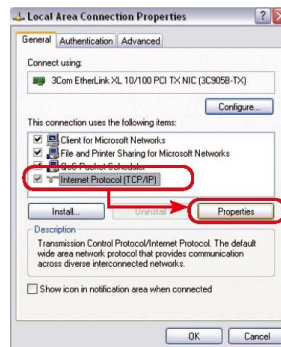 Local Area Connection Properties
General Authentication Advanced
Connect using:
3Com EtherLink XL 10/100 PCI TX NIC (3C905B-TX)
Configure...
This connection uses the following items:
Client for Microsoft Networks
File and Printer Sharing for Microsoft Networks
QoS Packet Scheduler
Internet Protocol (TCP/IP)
Install... Uninstall Properties
Description
Transmission Control Protocol/Internet Protocol. The default
wide area network protocol that provides communication
across diverse interconnected networks.
Show icon in notification area when connected
OK Cancel